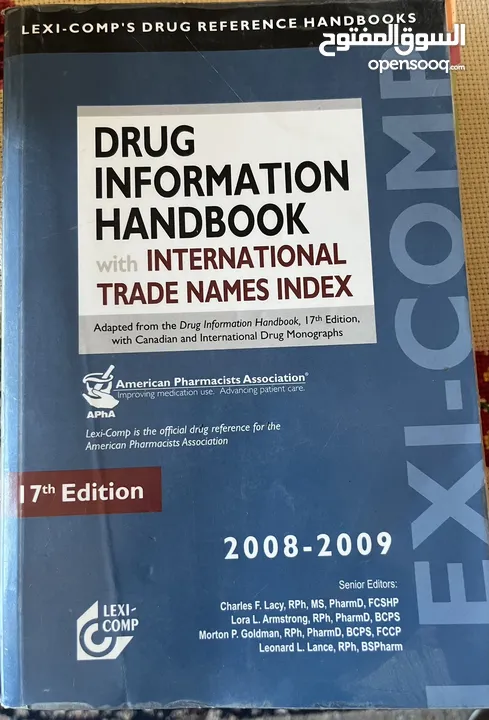 LEXI-COMP'S DRUG REFERENCE HANDBOOKS
السوق المفتوح
opensooq.com
DRUG
INFORMATION
HANDBOOK
with INTERNATIONAL
TRADE NAMES INDEX
Adapted from the Drug Information Handbook, 17th Edition,
with Canadian and International Drug Monographs
American Pharmacists Association®
Improving medication use. Advancing patient care.
APhA
Lexi-Comp is the official drug reference for the
American Pharmacists Association
17th Edition
2008-2009
Senior Editors:
Charles F. Lacy, RPh, MS, PharmD, FCSHP
Lora L. Armstrong, RPh, PharmD, BCPS
Morton P. Goldman, RPh, PharmD, BCPS, FCCP
Leonard L. Lance, RPh, BSPharm
LEXI-
COMP
LEXI-COMP